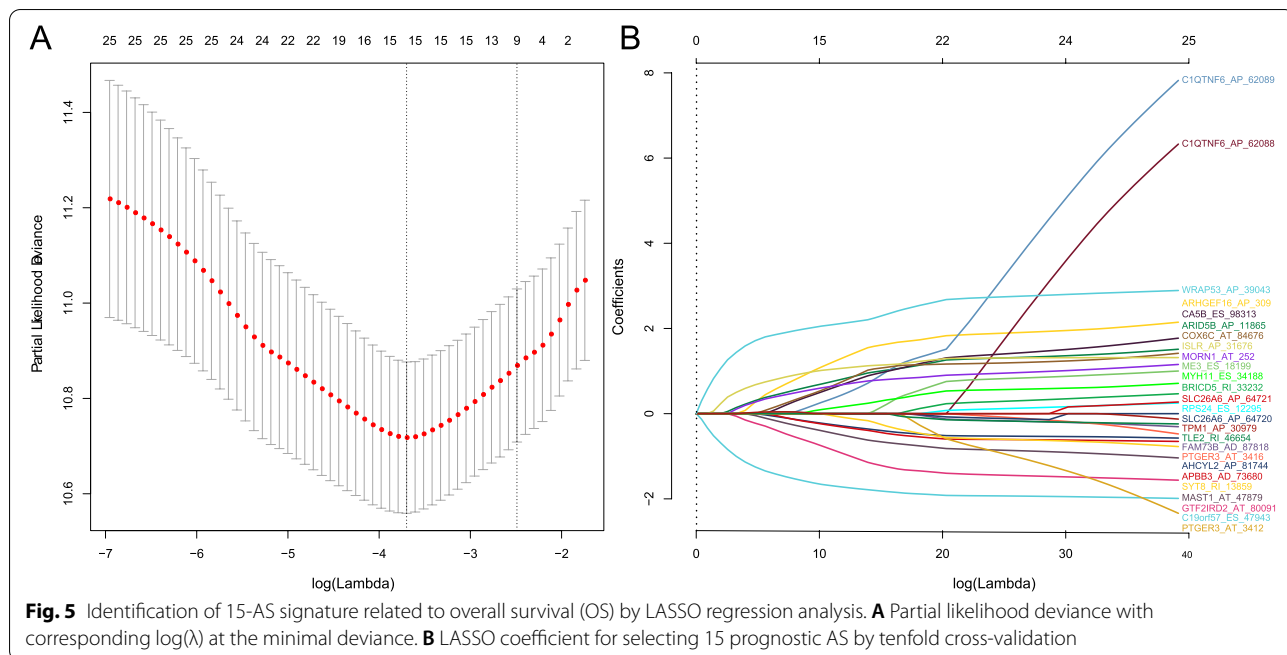 A
25 25 25 25 25 24 24 22 22 19 16 15 15 15 15 13 9 4 2
11.4
11.2
11.0
10.8
10.6
Partial Likelihood Deviance
−7 −6 −5 −4 −3 −2
log(Lambda)
B
0 15 22 24 25
8
6
4
2
0
−2
Coefficients
C1QTNF6_AP_62089
C1QTNF6_AP_62088
WRAP53_AP_39043
ARHGEF16_AP_309
CA5B_ES_98313
ARID5B_AP_11865
COX6C_AT_84676
ISLR_AP_31676
MORN1_AT_252
ME3_ES_18199
MYH11_ES_34188
BRICD5_RI_33232
SLC26A6_AP_64721
RPS24_ES_12295
SLC26A6_AP_64720
TPM1_AP_30979
TLE2_RI_46654
FAM73B_AD_87818
PTGER3_AT_3416
AHCYL2_AP_81744
APBB3_AD_73680
SYT8_RI_13859
MAST1_AT_47879
GTF2IRD2_AT_80091
C19orf57_ES_47943
PTGER3_AT_3412
0 10 20 30 40
log(Lambda)
Fig. 5 Identification of 15-AS signature related to overall survival (OS) by LASSO regression analysis. A Partial likelihood deviance with
corresponding log(λ) at the minimal deviance. B LASSO coefficient for selecting 15 prognostic AS by tenfold cross-validation